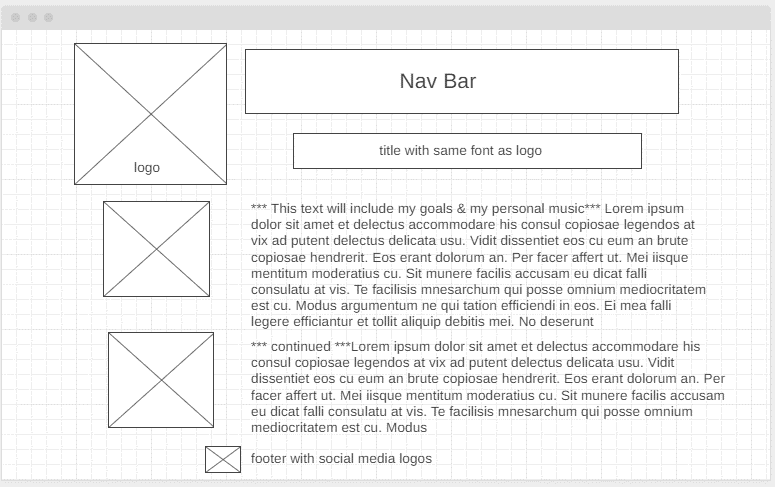 Nav Bar
logo
title with same font as logo
*** This text will include my goals & my personal music*** Lorem ipsum
dolor sit amet et delectus accommodare his consul copiosae legendos at
vix ad putent delectus delicata usu. Vidit dissentiet eos cu eum an brute
copiosae hendrerit. Eos erant dolorum an. Per facer affert ut. Mei iisque
mentitum moderatius cu. Sit munere facilis accusam eu dicat falli
consulatu at vis. Te facilisis mnesarchum qui posse omnium mediocritatem
est cu. Modus argumentum ne qui tation efficiendi in eos. Ei mea falli
legere efficiantur et tollit aliquip debitis mei. No deserunt
*** continued ***Lorem ipsum dolor sit amet et delectus accommodare his
consul copiosae legendos at vix ad putent delectus delicata usu. Vidit
dissentiet eos cu eum an brute copiosae hendrerit. Eos erant dolorum an. Per
facer affert ut. Mei iisque mentitum moderatius cu. Sit munere facilis accusam
eu dicat falli consulatu at vis. Te facilisis mnesarchum qui posse omnium
mediocritatem est cu. Modus
footer with social media logos